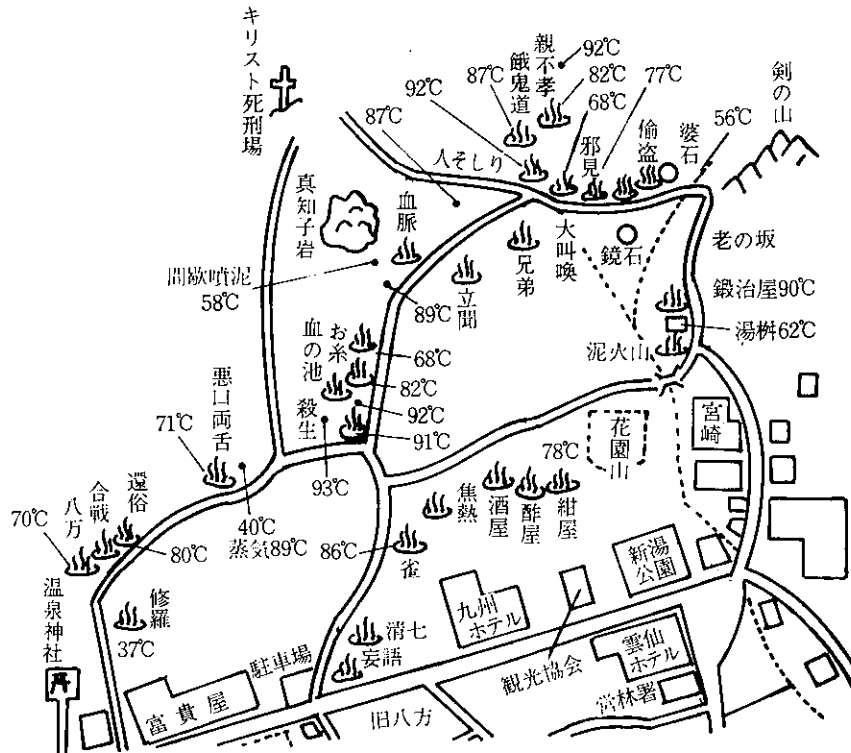 キリスト死刑場
87℃
92℃
87℃
餓鬼道
親不孝
92℃
82℃
68℃
77℃
邪見
偸盗
婆石
56℃
剣の山
人そしり
真知子岩
血脈
間歇噴泥
58℃
89℃
立聞
兄弟
大叫喚
鏡石
老の坂
鍛治屋90℃
湯桝62℃
泥火山
お糸
血の池
68℃
82℃
92℃
殺生
91℃
93℃
悪口両舌
71℃
40℃
蒸気89℃
還俗
合戦
八万
70℃
80℃
温泉神社
修羅
37℃
86℃
雀
焦熱
酒屋
酢屋
紺屋
78℃
花園山
宮崎
清七
妄語
駐車場
富貴屋
旧八方
九州
ホテル
観光協会
新湯
公園
雲仙
ホテル
営林署